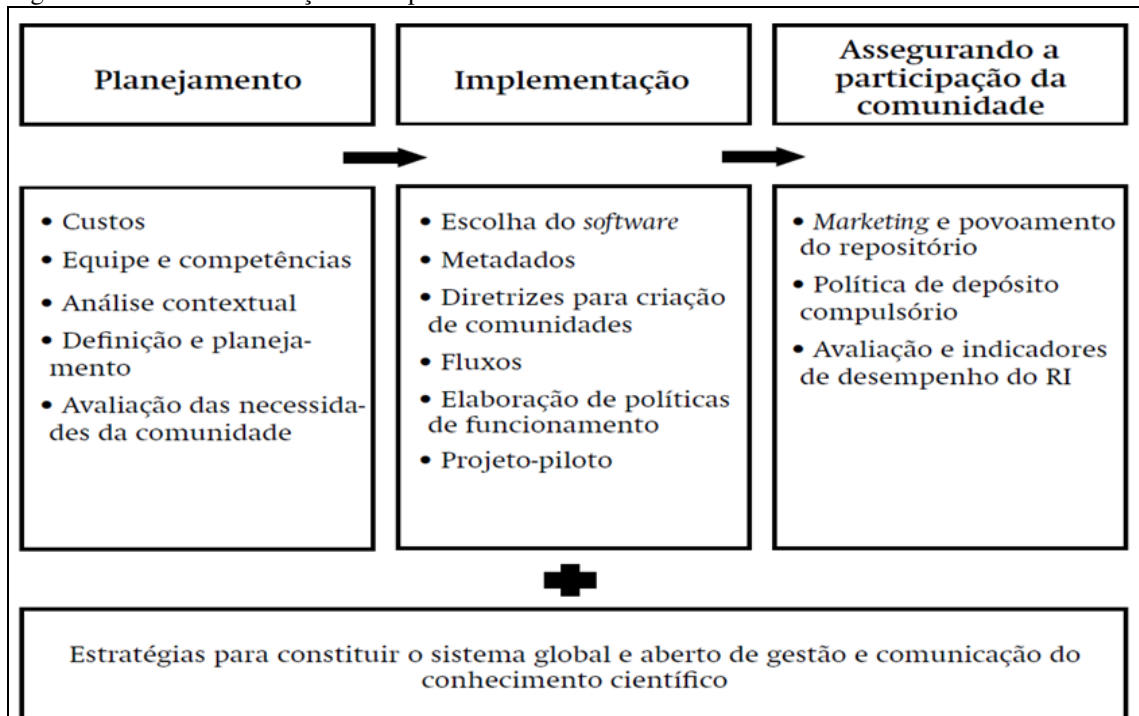 Planejamento
Implementação
Assegurando a
participação da
comunidade
• Custos
• Equipe e competências
• Análise contextual
• Definição e planeja-
mento
• Avaliação das necessida-
des da comunidade
• Escolha do software
• Metadados
• Diretrizes para criação
de comunidades
• Fluxos
• Elaboração de políticas
de funcionamento
• Projeto-piloto
• Marketing e povoamento
do repositório
• Política de depósito
compulsório
• Avaliação e indicadores
de desempenho do RI
Estratégias para constituir o sistema global e aberto de gestão e comunicação do
conhecimento científico